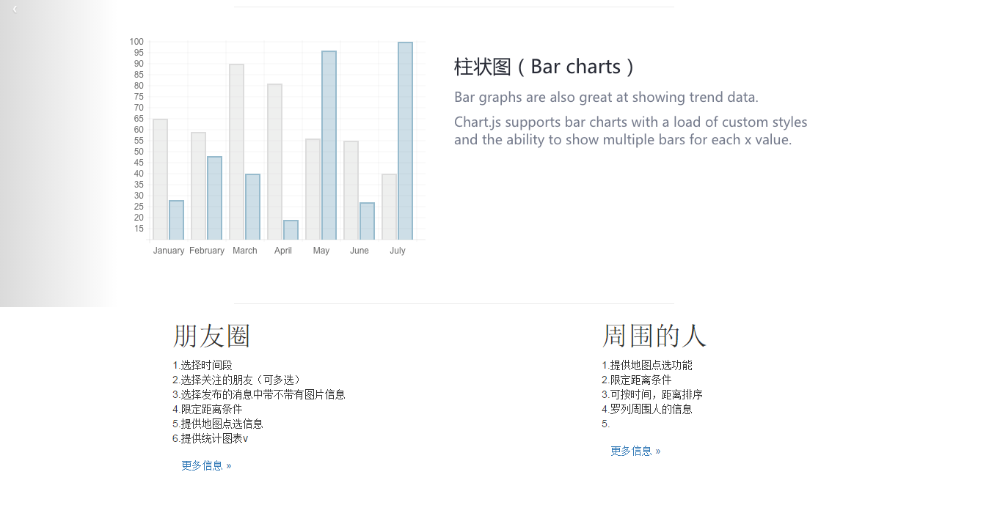 ‹
100
95
90
85
80
75
70
65
60
55
50
45
40
35
30
25
20
15
January February March April May June July
柱状图（Bar charts）
Bar graphs are also great at showing trend data.
Chart.js supports bar charts with a load of custom styles
and the ability to show multiple bars for each x value.
朋友圈
1.选择时间段
2.选择关注的朋友（可多选）
3.选择发布的消息中带不带有图片信息
4.限定距离条件
5.提供地图点选信息
6.提供统计图表v
更多信息 »
周围的人
1.提供地图点选功能
2.限定距离条件
3.可按时间，距离排序
4.罗列周围人的信息
5.
更多信息 »